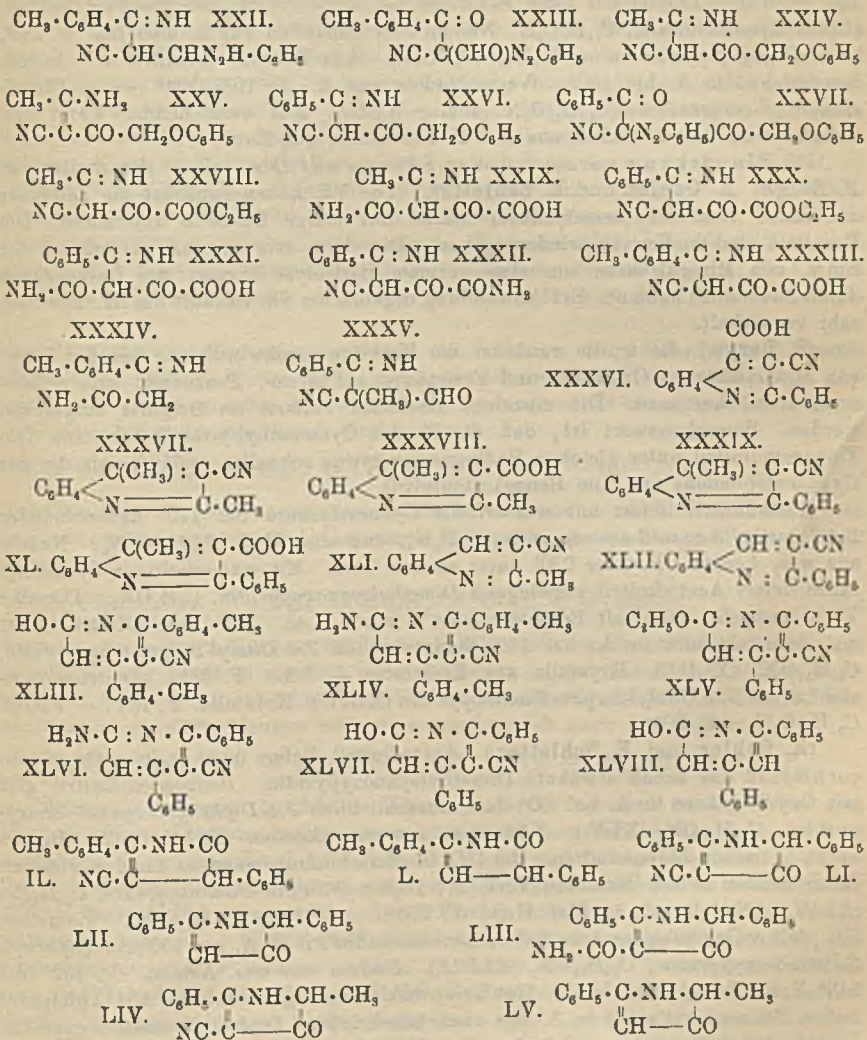 CH₃·C₆H₄·C:NH XXII. CH₃·C₆H₄·C:O XXIII. CH₃·C:NH XXIV.
NC·CH·CHN₂H·C₆H₅ NC·C(CHO)N₂C₆H₅ NC·CH·CO·CH₂OC₆H₅
CH₃·C·NH₂ XXV. C₆H₅·C:NH XXVI. C₆H₅·C:O XXVII.
NC·C·CO·CH₂OC₆H₅ NC·CH·CO·CH₂OC₆H₅ NC·C(N₂C₆H₅)CO·CH₂OC₆H₅
CH₃·C:NH XXVIII. CH₃·C:NH XXIX. C₆H₅·C:NH XXX.
NC·CH·CO·COOC₂H₅ NH₂·CO·CH·CO·COOH NC·CH·CO·COOC₂H₅
C₆H₅·C:NH XXXI. C₆H₅·C:NH XXXII. CH₃·C₆H₄·C:NH XXXIII.
NH₂·CO·CH·CO·COOH NC·CH·CO·CONH₂ NC·CH·CO·COOH
XXXIV. XXXV. COOH
CH₃·C₆H₄·C:NH C₆H₅·C:NH C:C·CN
NH₂·CO·CH₂ NC·C(CH₃)·CHO XXXVI. C₆H₄< N:C·C₆H₅
XXXVII. XXXVIII. XXXIX.
C(CH₃):C·CN C(CH₃):C·COOH C(CH₃):C·CN
C₆H₄< N═C·CH₃ C₆H₄< N═C·CH₃ C₆H₄< N═C·C₆H₅
C(CH₃):C·COOH CH:C·CN CH:C·CN
XL. C₆H₄< N═C·C₆H₅ XLI. C₆H₄< N:C·CH₃ XLII. C₆H₄< N:C·C₆H₅
HO·C:N·C·C₆H₄·CH₃ H₂N·C:N·C·C₆H₄·CH₃ C₂H₅O·C:N·C·C₆H₅
CH:C·C·CN CH:C·C·CN CH:C·C·CN
XLIII. C₆H₄·CH₃ XLIV. C₆H₄·CH₃ XLV. C₆H₅
H₂N·C:N·C·C₆H₅ HO·C:N·C·C₆H₅ HO·C:N·C·C₆H₅
XLVI. CH:C·C·CN XLVII. CH:C·C·CN XLVIII. CH:C·CH
C₆H₅ C₆H₅ C₆H₅
CH₃·C₆H₄·C·NH·CO CH₃·C₆H₄·C·NH·CO C₆H₅·C·NH·CH·C₆H₅
IL. NC·C——CH·C₆H₅ L. CH——CH·C₆H₅ NC·C——CO LI.
C₆H₅·C·NH·CH·C₆H₅ C₆H₅·C·NH·CH·C₆H₅
LII. CH——CO LIII. NH₂·CO·C——CO
LIV. C₆H₅·C·NH·CH·CH₃ LV. C₆H₅·C·NH·CH·CH₃
NC·C——CO CH—CO